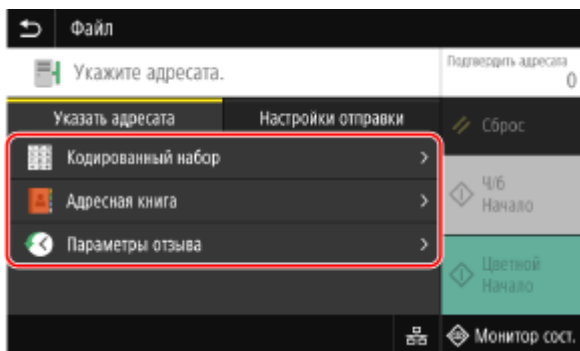 Файл
Укажите адресата.
Подтвердить адресата
0
Указать адресата
Настройки отправки
Сброс
Кодированный набор
Адресная книга
Параметры отзыва
Ч/б
Начало
Цветной
Начало
Монитор сост.